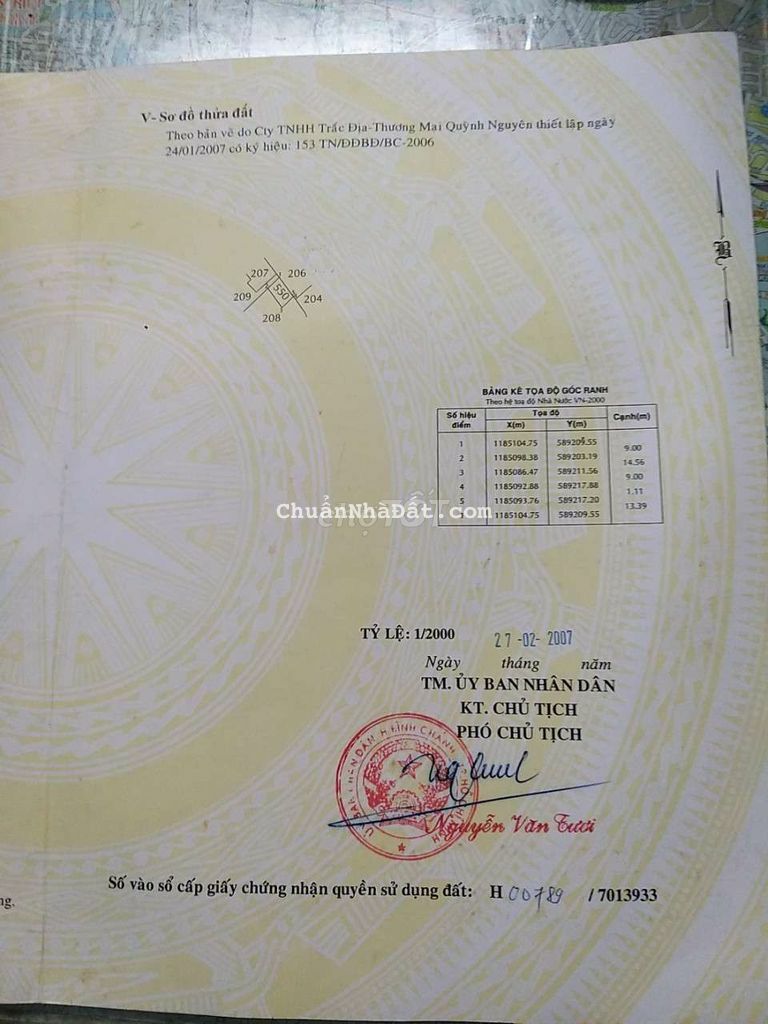 V- Sơ đồ thửa đất
Theo bản vẽ do Cty TNHH Trắc Địa-Thương Mại Quỳnh Nguyên thiết lập ngày
24/01/2007 có ký hiệu: 153 TN/ĐĐBĐ/BC-2006
B
207 206
550
209 204
208
BẢNG KÊ TỌA ĐỘ GÓC RANH
Theo hệ tọa độ Nhà Nước VN-2000
Số hiệu điểm Tọa độ Cạnh(m)
X(m) Y(m)
1 1185104.75 589209.55
9.00
2 1185098.38 589203.19
14.56
3 1185086.47 589211.56
9.00
4 1185092.88 589217.88
1.11
5 1185093.76 589217.20
13.39
1185104.75 589209.55
CHỢ TỐT
ChuẩnNhàĐất.com
TỶ LỆ: 1/2000 27-02-2007
Ngày tháng năm
TM. ỦY BAN NHÂN DÂN
KT. CHỦ TỊCH
PHÓ CHỦ TỊCH
Nguyễn Văn Tươi
Số vào sổ cấp giấy chứng nhận quyền sử dụng đất: H 00789 /7013933
ng.